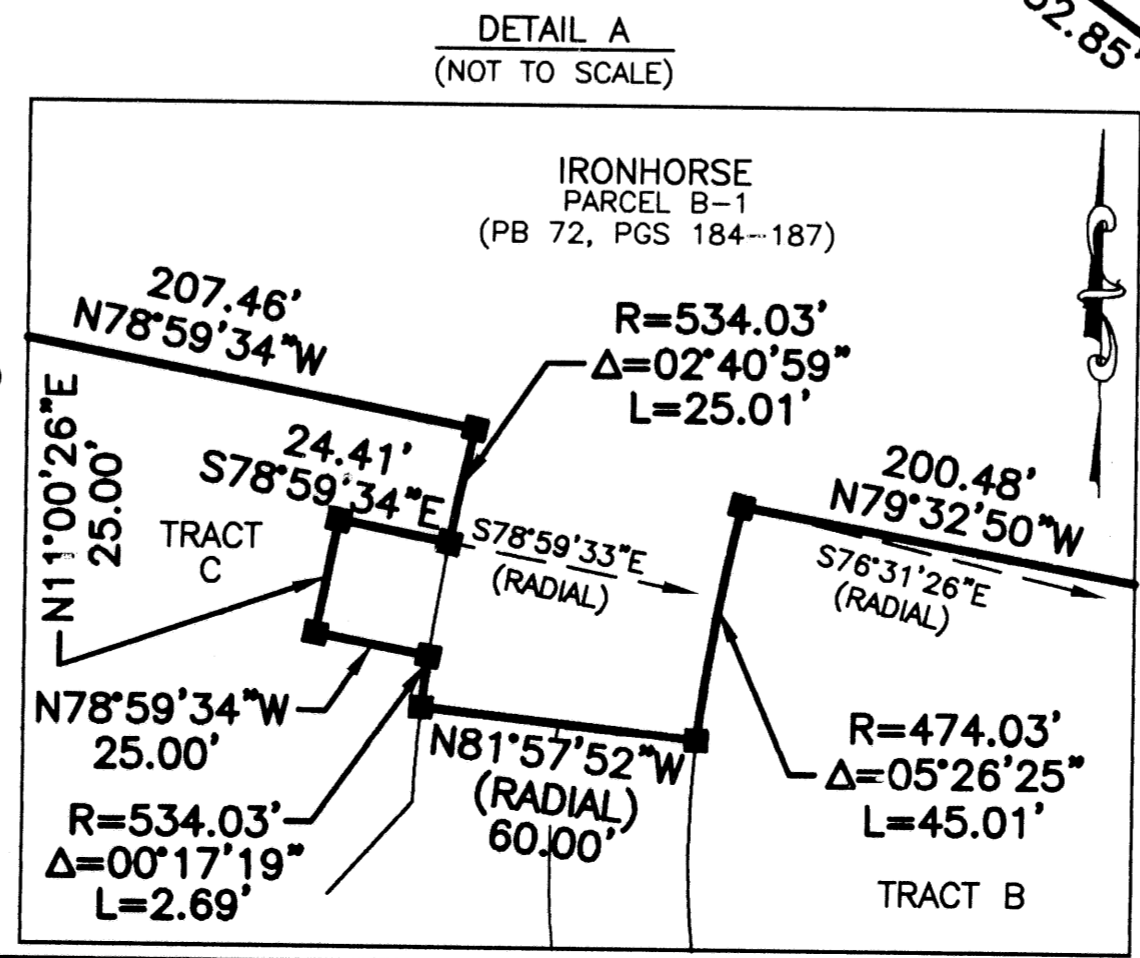 DETAIL A
(NOT TO SCALE)
52.85'
IRONHORSE
PARCEL B-1
(PB 72, PGS 184-187)
207.46'
N78°59'34"W
R=534.03'
Δ=02°40'59"
L=25.01'
N11°00'26"E
25.00'
24.41'
S78°59'34"E
TRACT
C
S78°59'33"E
(RADIAL)
200.48'
N79°32'50"W
S76°31'26"E
(RADIAL)
N78°59'34"W
25.00'
N81°57'52"W
(RADIAL)
60.00'
R=474.03'
Δ=05°26'25"
L=45.01'
R=534.03'
Δ=00°17'19"
L=2.69'
TRACT B